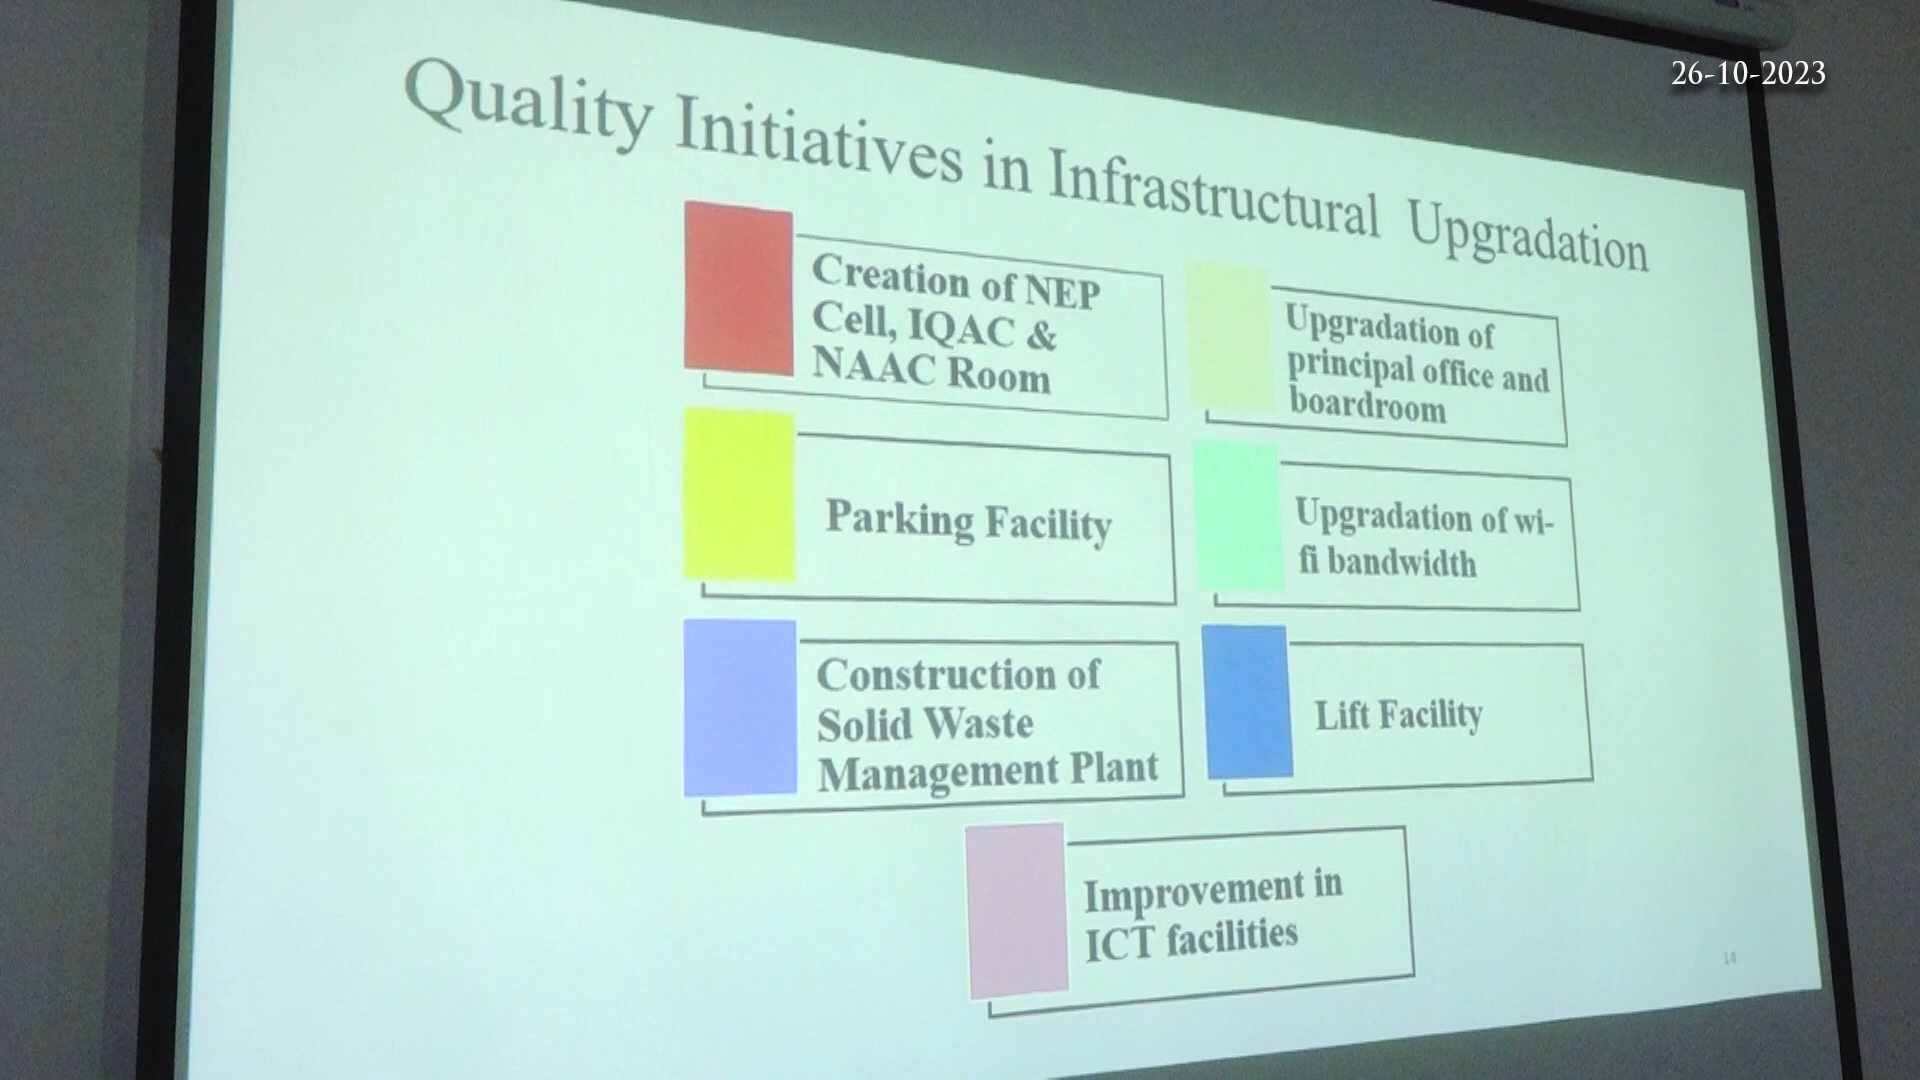 26-10-2023
Quality Initiatives in Infrastructural Upgradation
Creation of NEP
Cell, IQAC &
NAAC Room
Upgradation of
principal office and
boardroom
Parking Facility
Upgradation of wi-
fi bandwidth
Construction of
Solid Waste
Management Plant
Lift Facility
Improvement in
ICT facilities
14